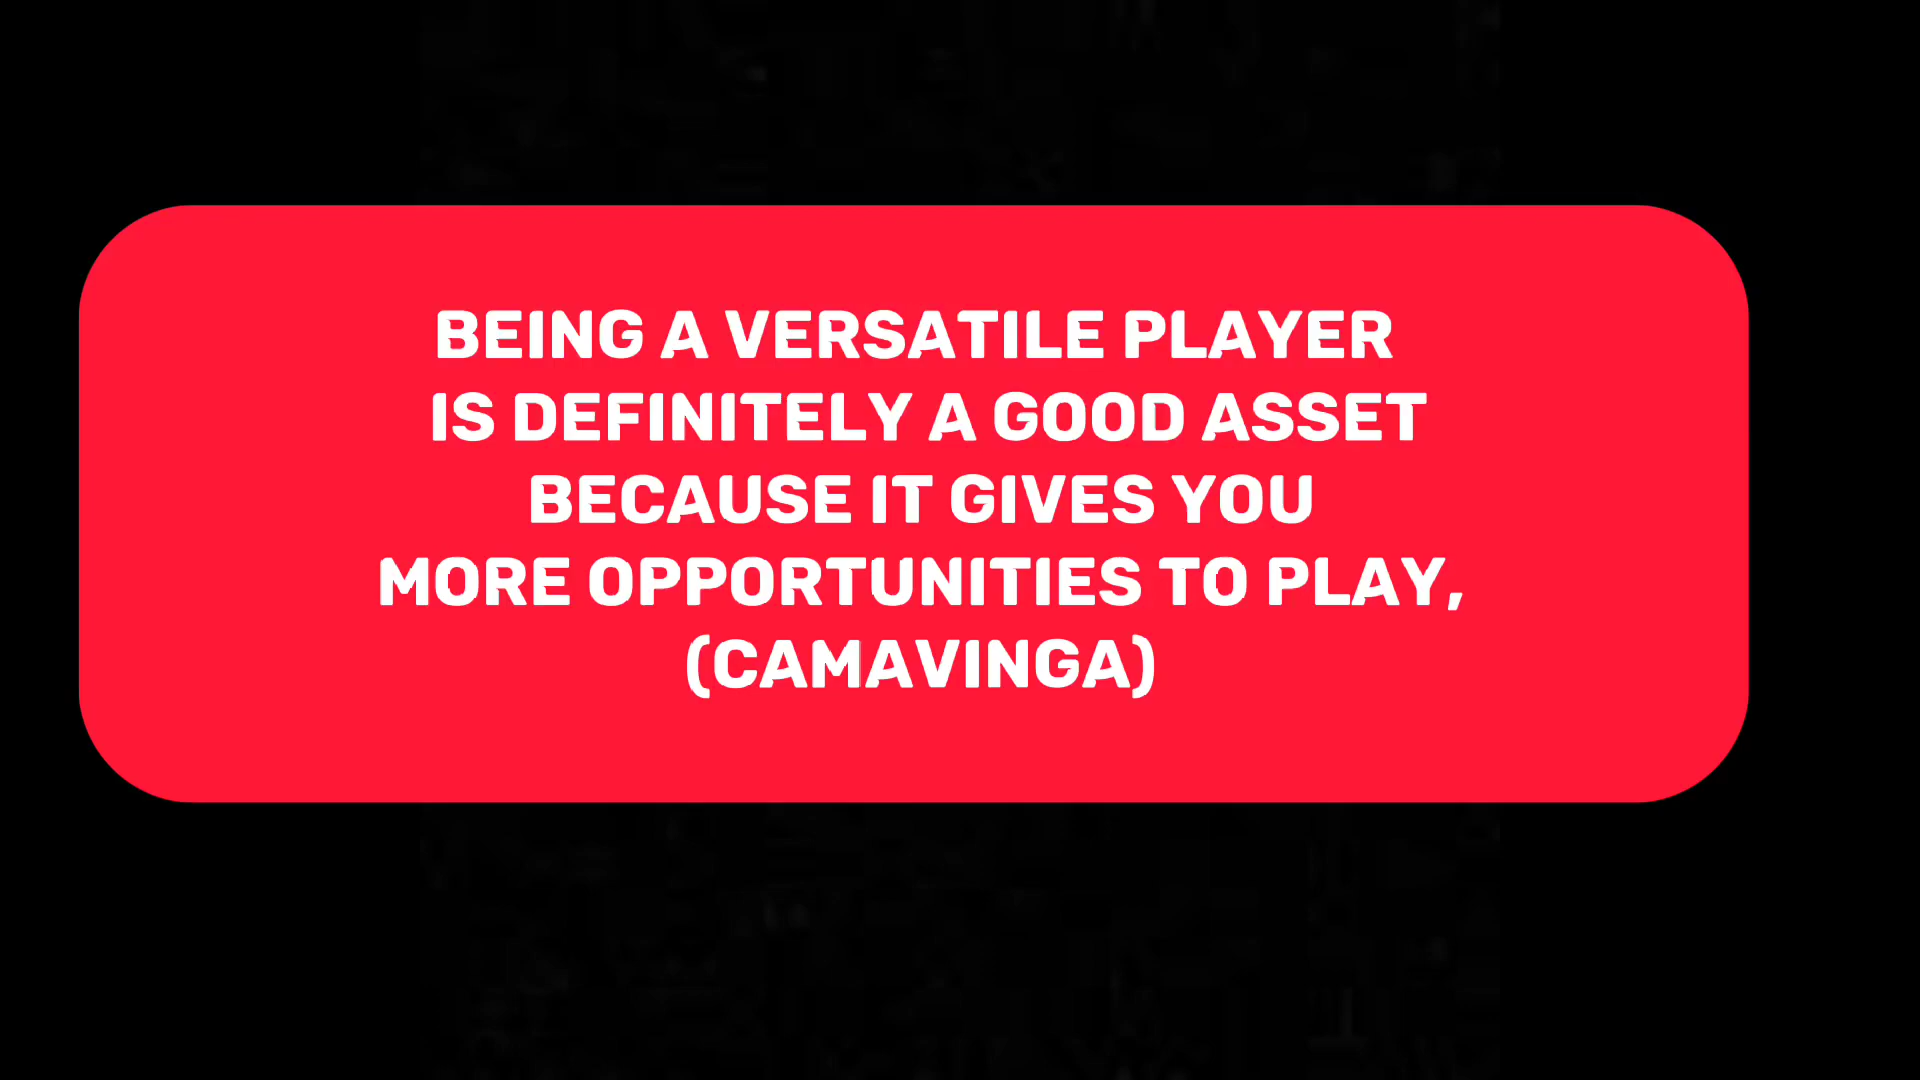 BEING A VERSATILE PLAYER
IS DEFINITELY A GOOD ASSET
BECAUSE IT GIVES YOU
MORE OPPORTUNITIES TO PLAY,
(CAMAVINGA)